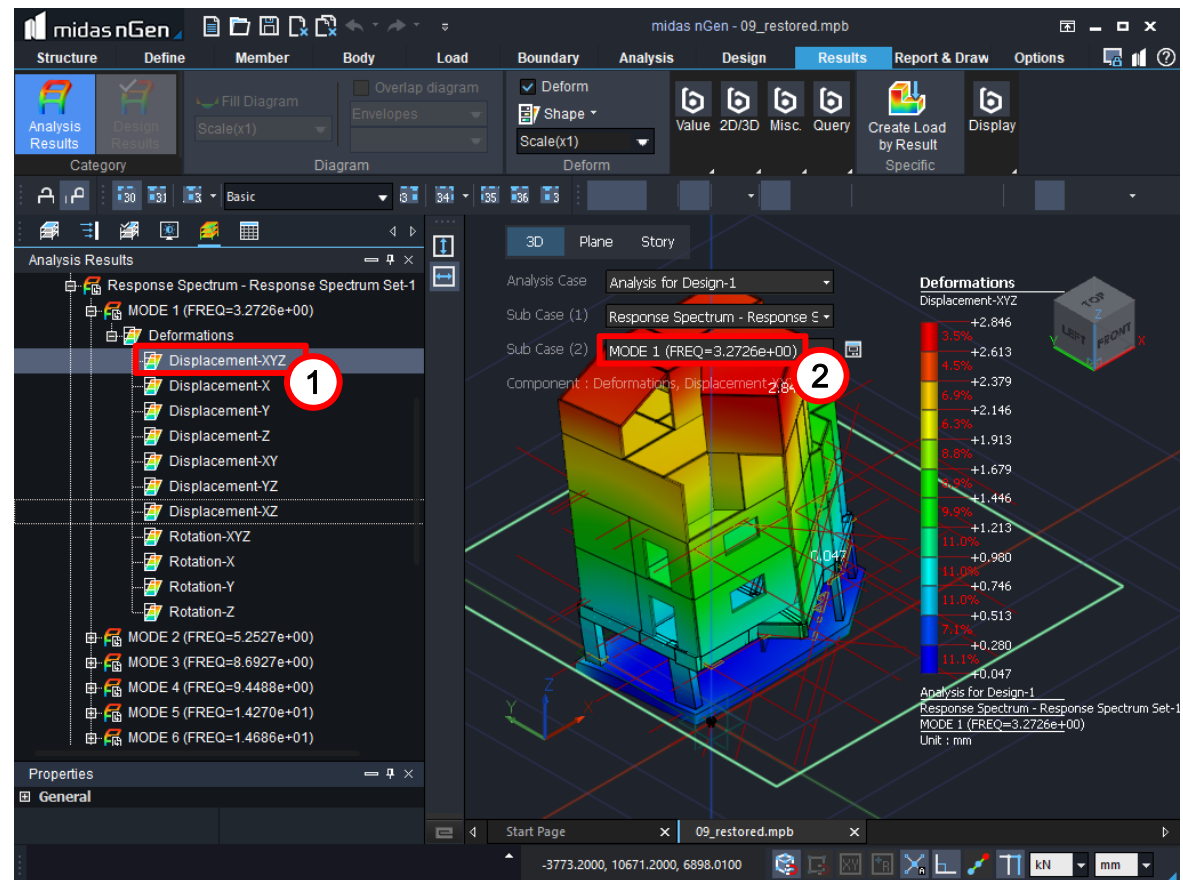 midas nGen
midas nGen - 09_restored.mpb
Structure Define Member Body Load Boundary Analysis Design Results Report & Draw Options
Analysis Results
Design Results
Category
Fill Diagram
Scale(x1)
Overlap diagram
Envelopes
Diagram
Deform
Shape
Scale(x1)
Deform
Value 2D/3D Misc. Query
Create Load by Result
Specific
Display
30 31 Basic 34 35 36 3
Analysis Results
Response Spectrum - Response Spectrum Set-1
MODE 1 (FREQ=3.2726e+00)
Deformations
Displacement-XYZ
1
Displacement-X
Displacement-Y
Displacement-Z
Displacement-XY
Displacement-YZ
Displacement-XZ
Rotation-XYZ
Rotation-X
Rotation-Y
Rotation-Z
MODE 2 (FREQ=5.2527e+00)
MODE 3 (FREQ=8.6927e+00)
MODE 4 (FREQ=9.4488e+00)
MODE 5 (FREQ=1.4270e+01)
MODE 6 (FREQ=1.4686e+01)
Properties
General
3D Plane Story
Analysis Case Analysis for Design-1
Sub Case (1) Response Spectrum - Response S
Sub Case (2) MODE 1 (FREQ=3.2726e+00)
2
Component : Deformations, Displacement-
2.84
0.047
Z
Y
X
TOP
LEFT
FRONT
Z
Y
X
Deformations
Displacement-XYZ
+2.846
3.5%
+2.613
4.5%
+2.379
6.9%
+2.146
6.3%
+1.913
8.8%
+1.679
+1.446
9.9%
+1.213
11.0%
+0.980
11.0%
+0.746
11.0%
+0.513
7.1%
+0.280
11.1%
+0.047
Analysis for Design-1
Response Spectrum - Response Spectrum Set-1
MODE 1 (FREQ=3.2726e+00)
Unit : mm
Start Page
09_restored.mpb
-3773.2000, 10671.2000, 6898.0100
kN
mm